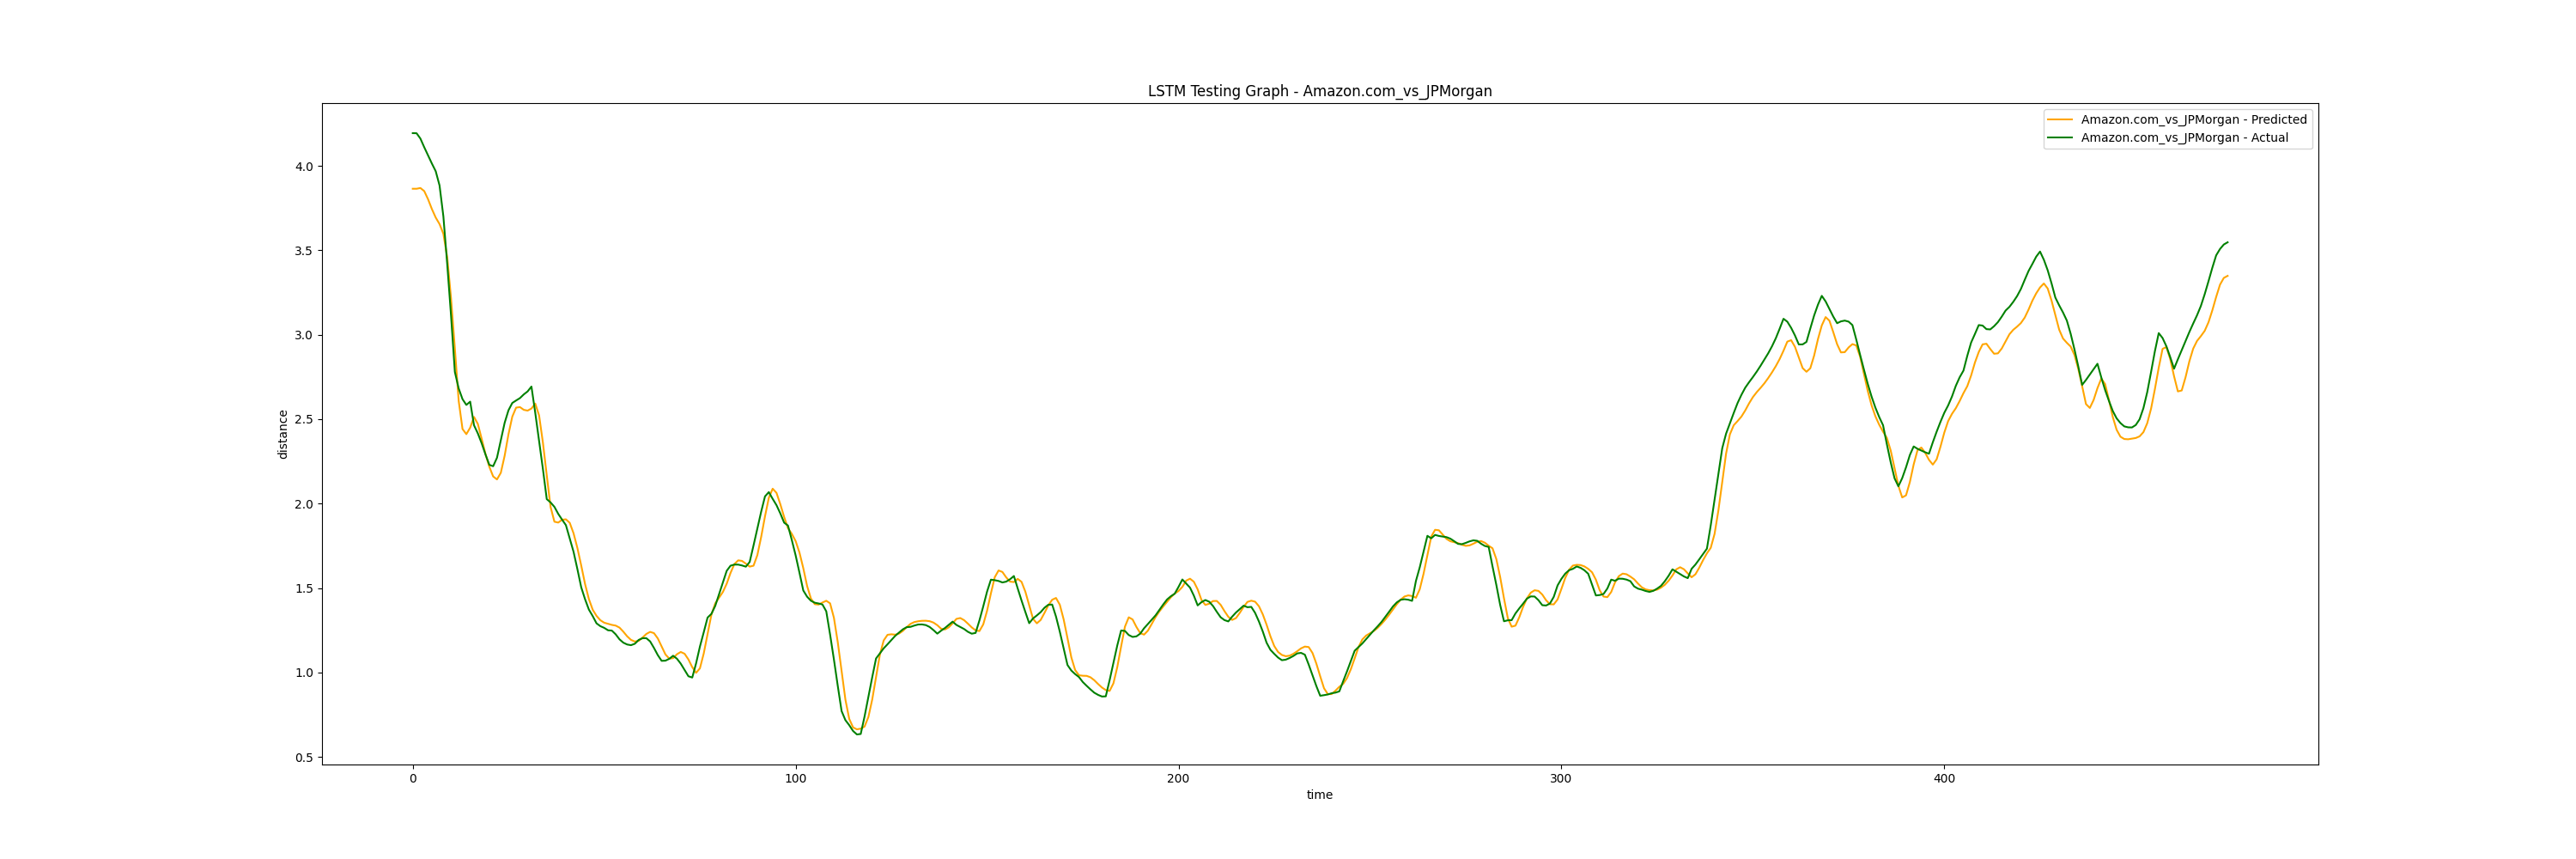 LSTM Testing Graph - Amazon.com_vs_JPMorgan
Amazon.com_vs_JPMorgan - Predicted
Amazon.com_vs_JPMorgan - Actual
4.0
3.5
3.0
2.5
2.0
1.5
1.0
0.5
distance
0 100 200 300 400
time